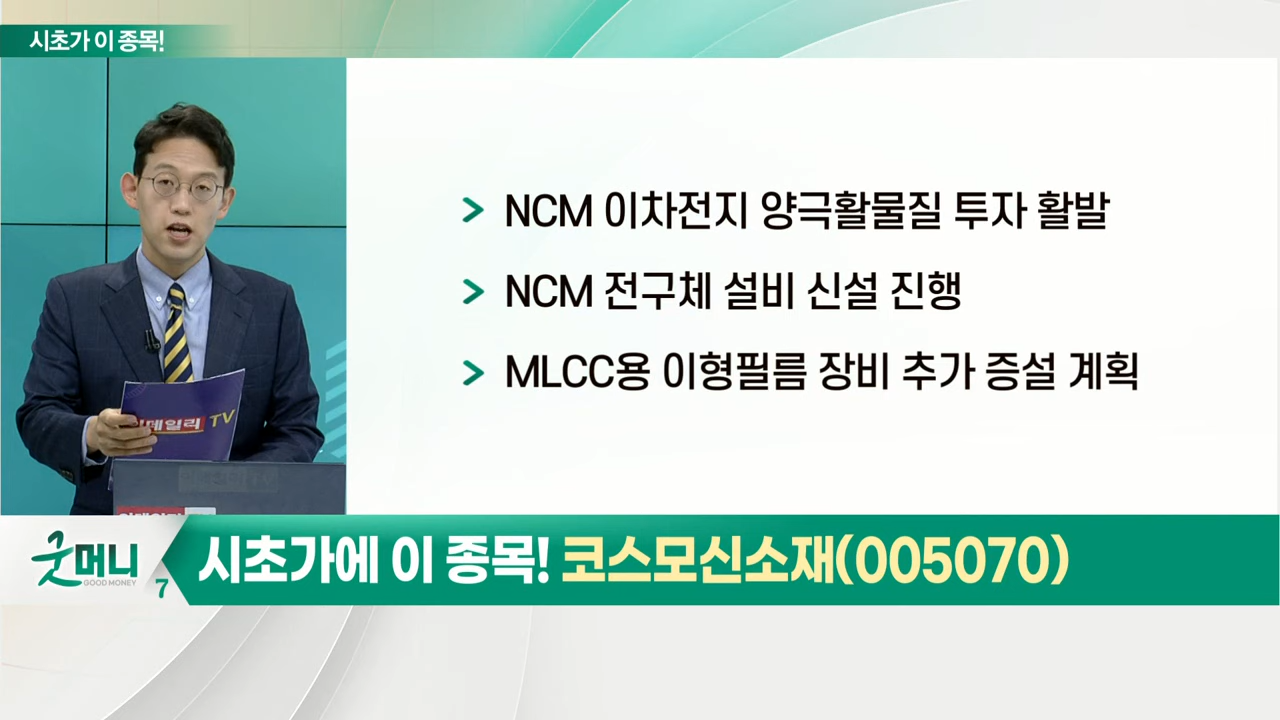 시초가 이 종목!
> NCM 이차전지 양극활물질 투자 활발
> NCM 전구체 설비 신설 진행
> MLCC용 이형필름 장비 추가 증설 계획
이데일리 TV
굿머니
GOOD MONEY
7
시초가에 이 종목! 코스모신소재(005070)